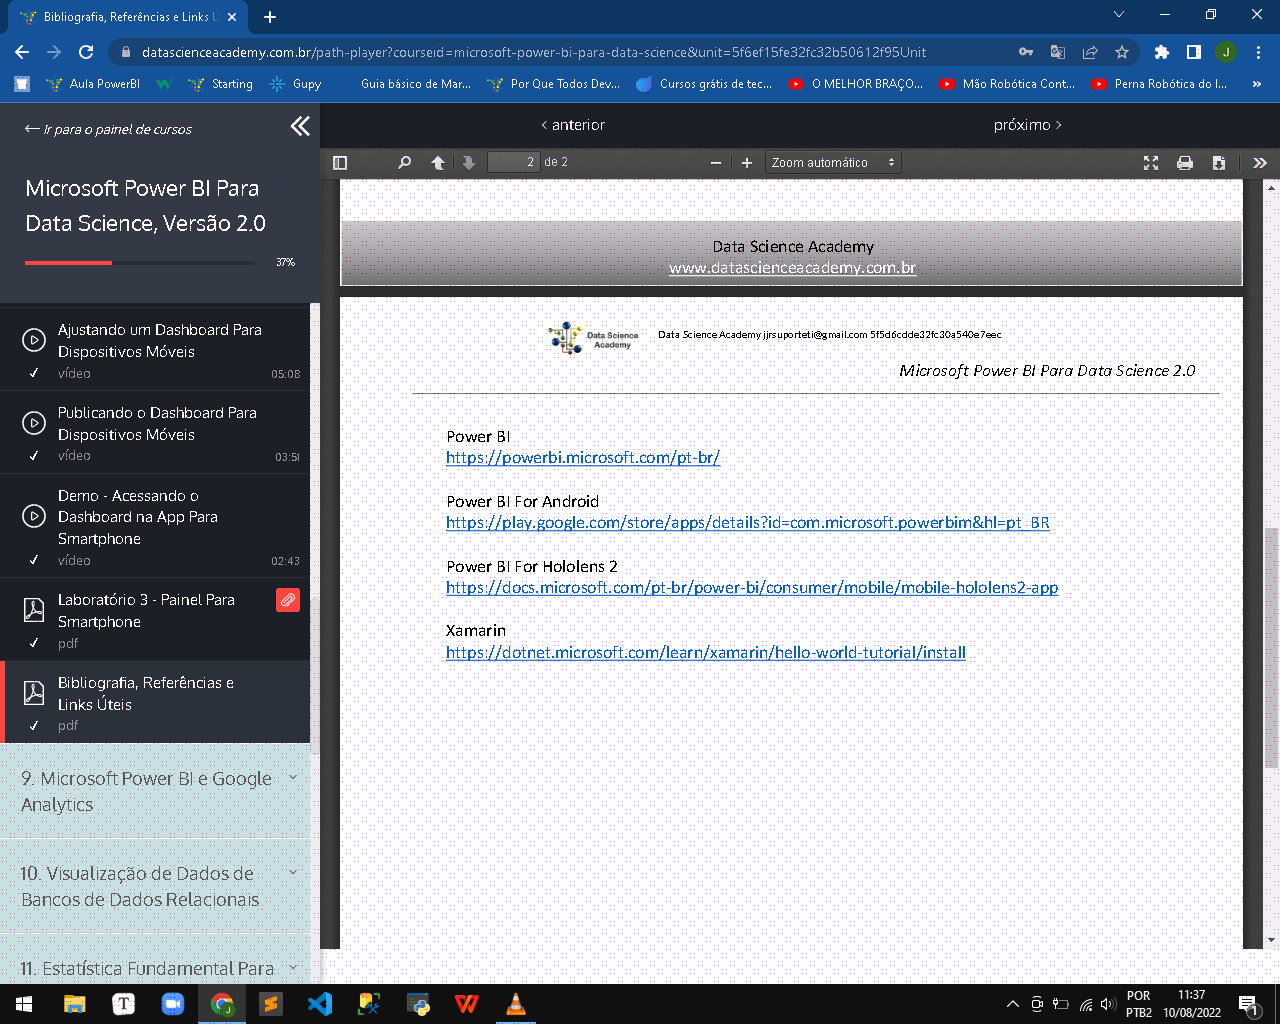 Bibliografia, Referências e Links Ú
datascienceacademy.com.br/path-player?courseid=microsoft-power-bi-para-data-science&unit=5f6ef15fe32fc32b50612f95Unit
J
Aula PowerBI
Starting
Gupy
Guia básico de Mar...
Por Que Todos Dev...
Cursos grátis de tec...
O MELHOR BRAÇO...
Mão Robótica Cont...
Perna Robótica do I...
Ir para o painel de cursos
Microsoft Power BI Para
Data Science, Versão 2.0
37%
Ajustando um Dashboard Para
Dispositivos Móveis
vídeo
05:08
Publicando o Dashboard Para
Dispositivos Móveis
vídeo
03:51
Demo - Acessando o
Dashboard na App Para
Smartphone
vídeo
02:43
Laboratório 3 - Painel Para
Smartphone
pdf
Bibliografia, Referências e
Links Úteis
pdf
9. Microsoft Power BI e Google
Analytics
10. Visualização de Dados de
Bancos de Dados Relacionais
11. Estatística Fundamental Para
< anterior
próximo >
2 de 2
Zoom automático
Data Science Academy
www.datascienceacademy.com.br
Data Science
Academy
Data Science Academy jjrsuporteti@gmail.com 5f5d6cdde32fc30a540e7eec
Microsoft Power BI Para Data Science 2.0
Power BI
https://powerbi.microsoft.com/pt-br/
Power BI For Android
https://play.google.com/store/apps/details?id=com.microsoft.powerbim&hl=pt_BR
Power BI For Hololens 2
https://docs.microsoft.com/pt-br/power-bi/consumer/mobile/mobile-hololens2-app
Xamarin
https://dotnet.microsoft.com/learn/xamarin/hello-world-tutorial/install
POR
PTB2
11:37
10/08/2022
1